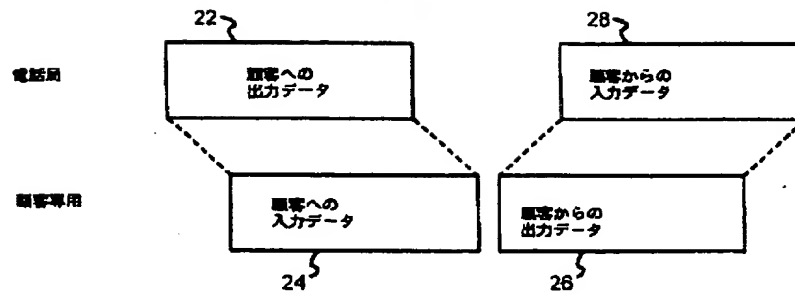 22
28
電話局
顧客への
出力データ
顧客からの
入力データ
顧客専用
顧客への
入力データ
顧客からの
出力データ
24
26